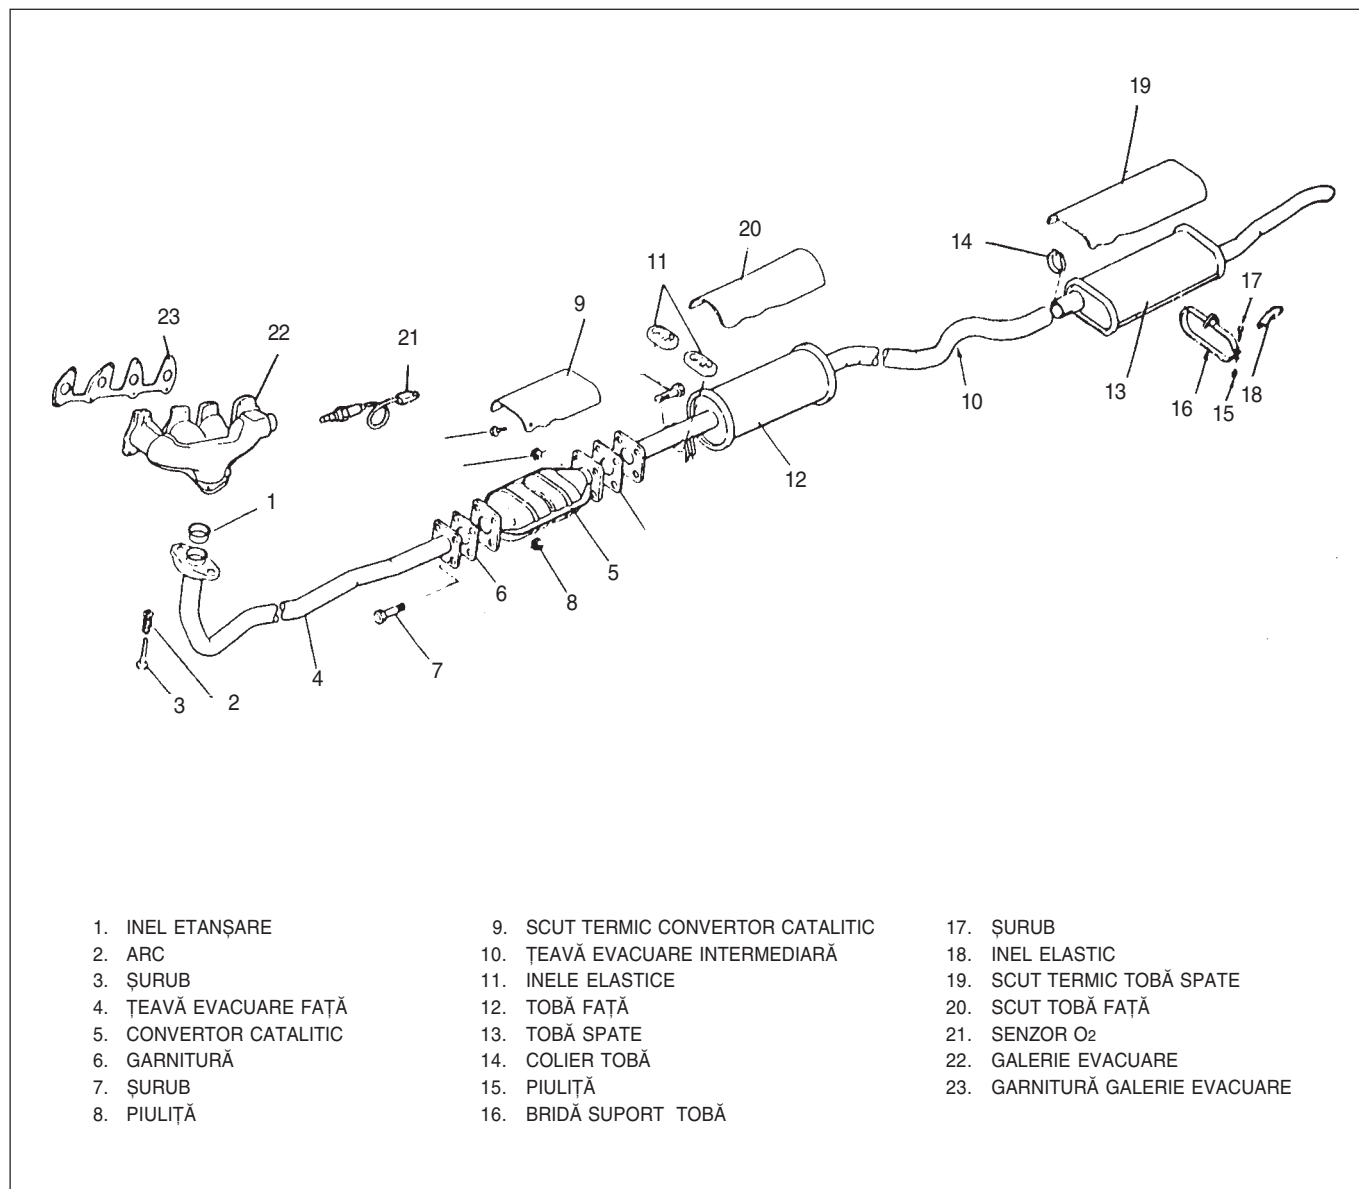 19
20
14
11
17
9
23
22
21
13
16
15
18
10
12
1
5
6
8
4
7
3
2
1. INEL ETANȘARE
2. ARC
3. ȘURUB
4. ȚEAVĂ EVACUARE FAȚĂ
5. CONVERTOR CATALITIC
6. GARNITURĂ
7. ȘURUB
8. PIULIȚĂ
9. SCUT TERMIC CONVERTOR CATALITIC
10. ȚEAVĂ EVACUARE INTERMEDIARĂ
11. INELE ELASTICE
12. TOBĂ FAȚĂ
13. TOBĂ SPATE
14. COLIER TOBĂ
15. PIULIȚĂ
16. BRIDĂ SUPORT TOBĂ
17. ȘURUB
18. INEL ELASTIC
19. SCUT TERMIC TOBĂ SPATE
20. SCUT TOBĂ FAȚĂ
21. SENZOR O2
22. GALERIE EVACUARE
23. GARNITURĂ GALERIE EVACUARE